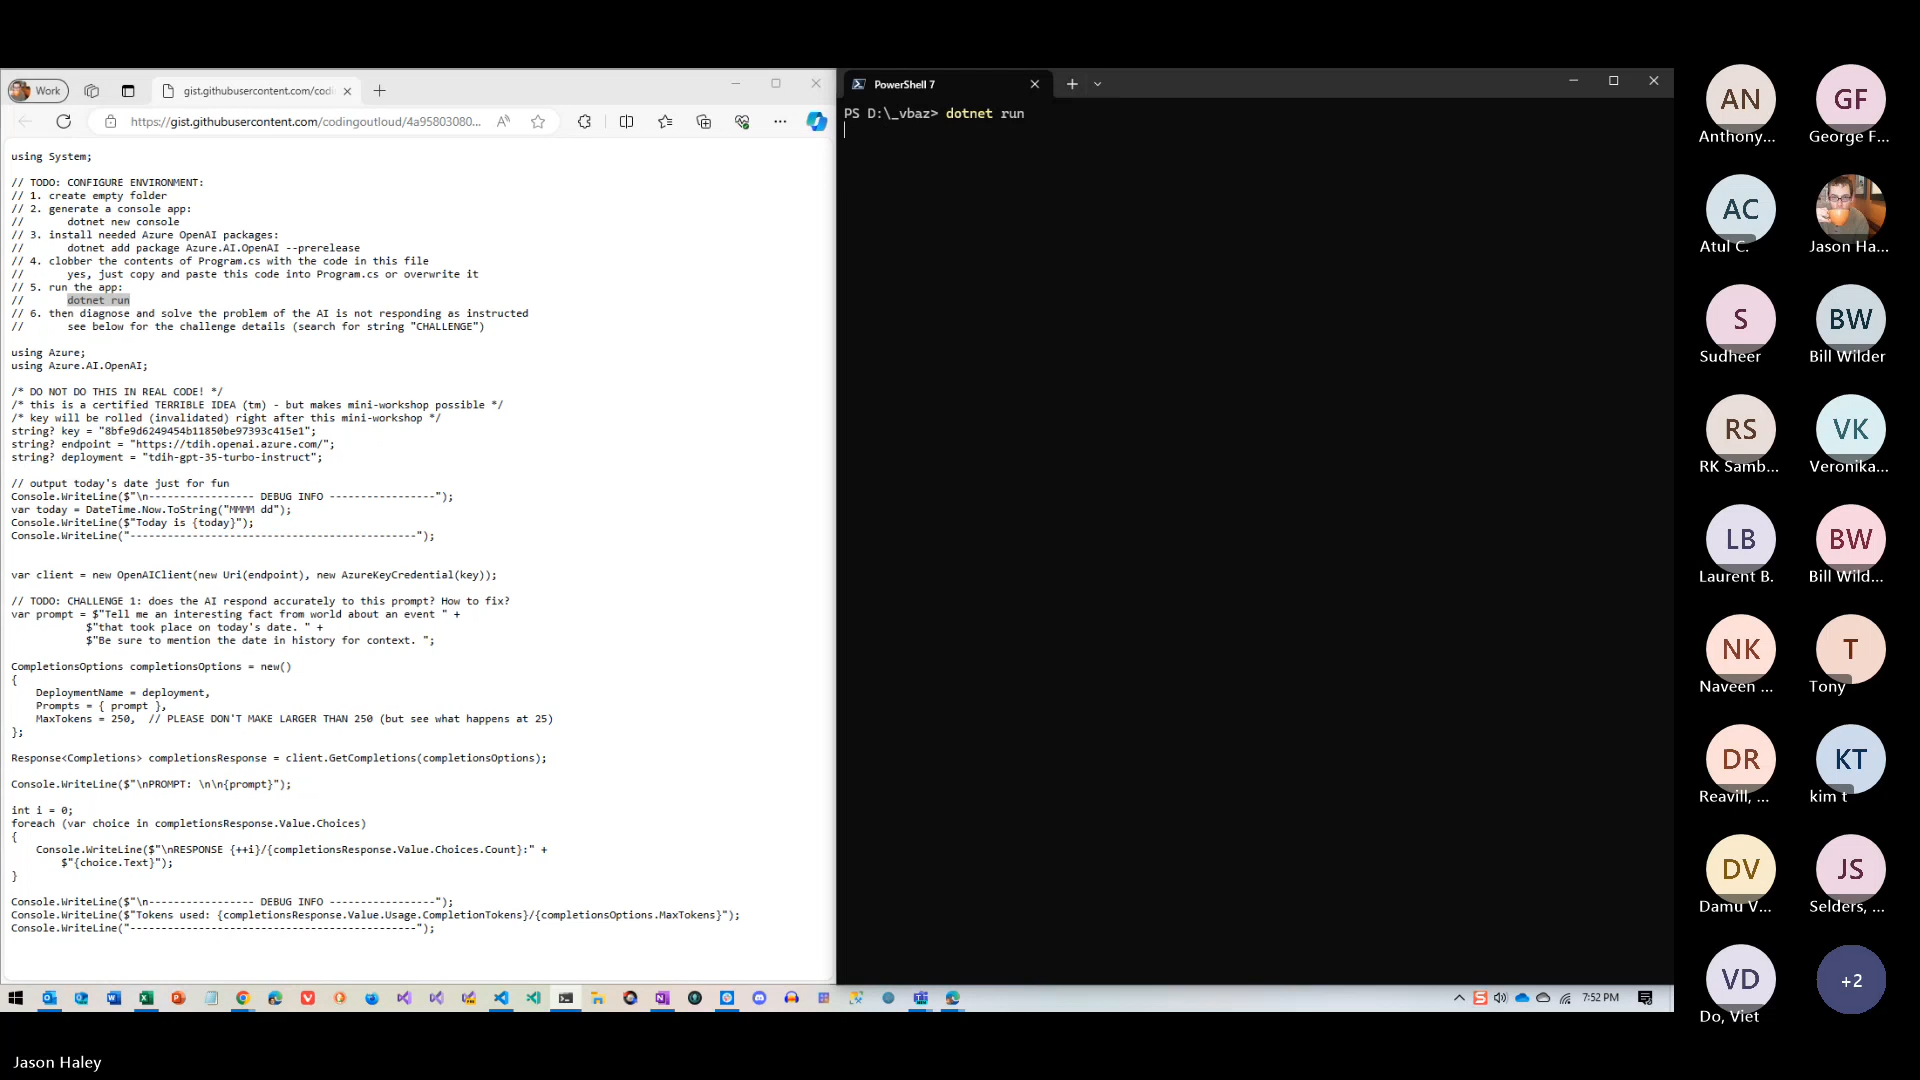 Work
gist.githubusercontent.com/codi
https://gist.githubusercontent.com/codingoutloud/4a95803080...
using System;
// TODO: CONFIGURE ENVIRONMENT:
// 1. create empty folder
// 2. generate a console app:
// dotnet new console
// 3. install needed Azure OpenAI packages:
// dotnet add package Azure.AI.OpenAI --prerelease
// 4. clobber the contents of Program.cs with the code in this file
// yes, just copy and paste this code into Program.cs or overwrite it
// 5. run the app:
// dotnet run
// 6. then diagnose and solve the problem of the AI is not responding as instructed
// see below for the challenge details (search for string "CHALLENGE")
using Azure;
using Azure.AI.OpenAI;
/* DO NOT DO THIS IN REAL CODE! */
/* this is a certified TERRIBLE IDEA (tm) - but makes mini-workshop possible */
/* key will be rolled (invalidated) right after this mini-workshop */
string? key = "8bfe9d6249454b11850be97393c415e1";
string? endpoint = "https://tdih.openai.azure.com/";
string? deployment = "tdih-gpt-35-turbo-instruct";
// output today's date just for fun
Console.WriteLine($"\n----------------- DEBUG INFO -----------------");
var today = DateTime.Now.ToString("MMMM dd");
Console.WriteLine($"Today is {today}");
Console.WriteLine("----------------------------------------------");
var client = new OpenAIClient(new Uri(endpoint), new AzureKeyCredential(key));
// TODO: CHALLENGE 1: does the AI respond accurately to this prompt? How to fix?
var prompt = $"Tell me an interesting fact from world about an event " +
$"that took place on today's date. " +
$"Be sure to mention the date in history for context. ";
CompletionsOptions completionsOptions = new()
{
DeploymentName = deployment,
Prompts = { prompt },
MaxTokens = 250, // PLEASE DON'T MAKE LARGER THAN 250 (but see what happens at 25)
};
Response<Completions> completionsResponse = client.GetCompletions(completionsOptions);
Console.WriteLine($"\nPROMPT: \n\n{prompt}");
int i = 0;
foreach (var choice in completionsResponse.Value.Choices)
{
Console.WriteLine($"\nRESPONSE {++i}/{completionsResponse.Value.Choices.Count}:" +
$"{choice.Text}");
}
Console.WriteLine($"\n----------------- DEBUG INFO -----------------");
Console.WriteLine($"Tokens used: {completionsResponse.Value.Usage.CompletionTokens}/{completionsOptions.MaxTokens}");
Console.WriteLine("----------------------------------------------");
PowerShell 7
PS D:\_vbaz> dotnet run
7:52 PM
AN
Anthony...
GF
George F...
AC
Atul C.
Jason Ha...
S
Sudheer
BW
Bill Wilder
RS
RK Samb...
VK
Veronika...
LB
Laurent B.
BW
Bill Wild...
NK
Naveen ...
T
Tony
DR
Reavill, ...
KT
kim t
DV
Damu V...
JS
Selders, ...
VD
Do, Viet
+2
Jason Haley